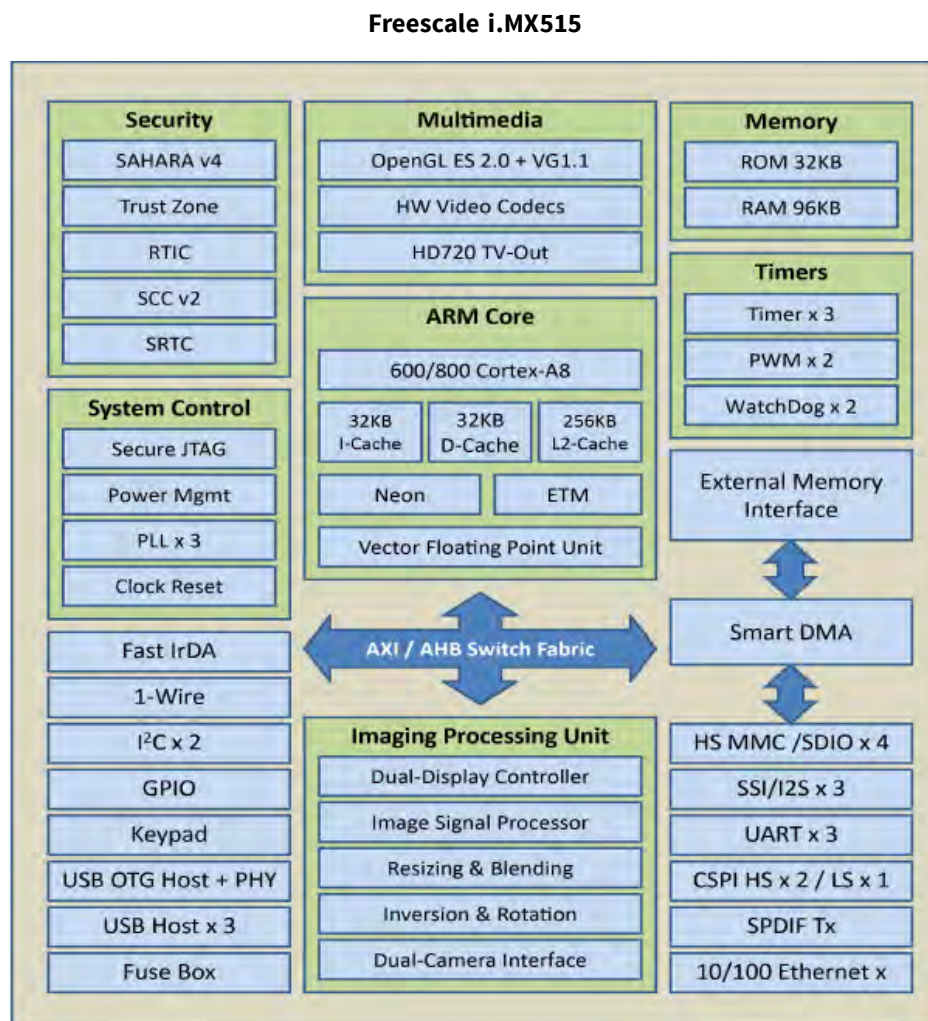 Freescale i.MX515
Security
SAHARA v4
Trust Zone
RTIC
SCC v2
SRTC
System Control
Secure JTAG
Power Mgmt
PLL x 3
Clock Reset
Fast IrDA
1-Wire
I²C x 2
GPIO
Keypad
USB OTG Host + PHY
USB Host x 3
Fuse Box
Multimedia
OpenGL ES 2.0 + VG1.1
HW Video Codecs
HD720 TV-Out
ARM Core
600/800 Cortex-A8
32KB
I-Cache
32KB
D-Cache
256KB
L2-Cache
Neon
ETM
Vector Floating Point Unit
AXI / AHB Switch Fabric
Imaging Processing Unit
Dual-Display Controller
Image Signal Processor
Resizing & Blending
Inversion & Rotation
Dual-Camera Interface
Memory
ROM 32KB
RAM 96KB
Timers
Timer x 3
PWM x 2
WatchDog x 2
External Memory
Interface
Smart DMA
HS MMC /SDIO x 4
SSI/I2S x 3
UART x 3
CSPI HS x 2 / LS x 1
SPDIF Tx
10/100 Ethernet x